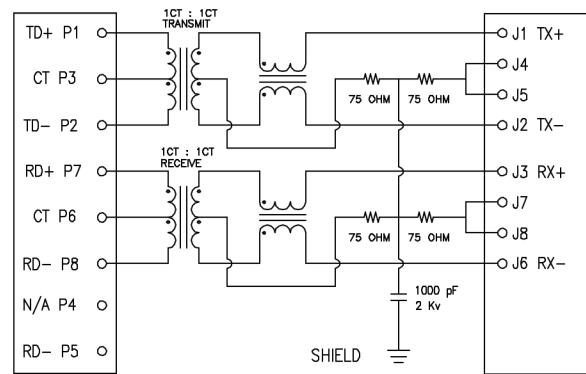 1CT : 1CT
TRANSMIT
TD+ P1
CT P3
TD- P2
RD+ P7
CT P6
RD- P8
N/A P4
RD- P5
75 OHM
75 OHM
1CT : 1CT
RECEIVE
75 OHM
75 OHM
1000 pF
2 Kv
SHIELD
J1 TX+
J4
J5
J2 TX-
J3 RX+
J7
J8
J6 RX-